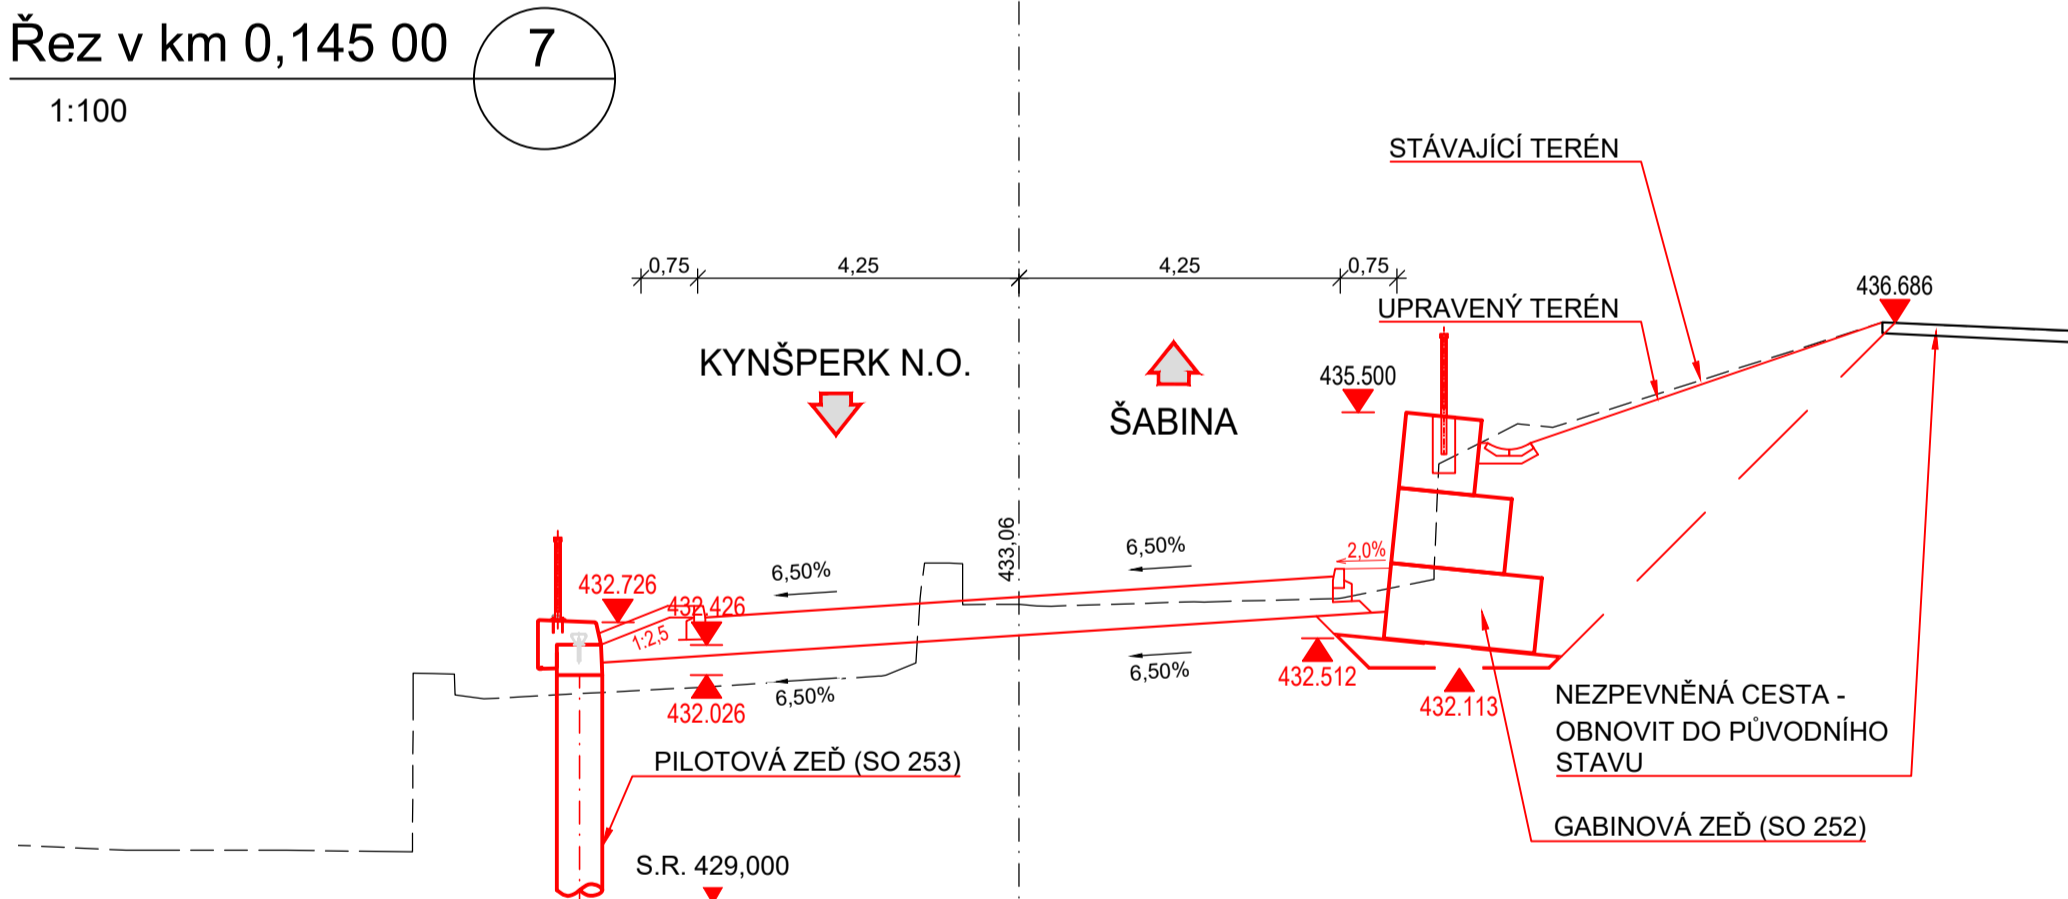 Řez v km 0,145 00
7
1:100
STÁVAJÍCÍ TERÉN
0,75
4,25
4,25
0,75
436.686
UPRAVENÝ TERÉN
KYNŠPERK N.O.
435.500
ŠABINA
433,06
6,50%
2,0%
6,50%
432.726
432.426
1:2,5
6,50%
432.512
6,50%
432.113
432.026
NEZPEVNĚNÁ CESTA -
OBNOVIT DO PŮVODNÍHO
STAVU
PILOTOVÁ ZEĎ (SO 253)
GABINOVÁ ZEĎ (SO 252)
S.R. 429,000